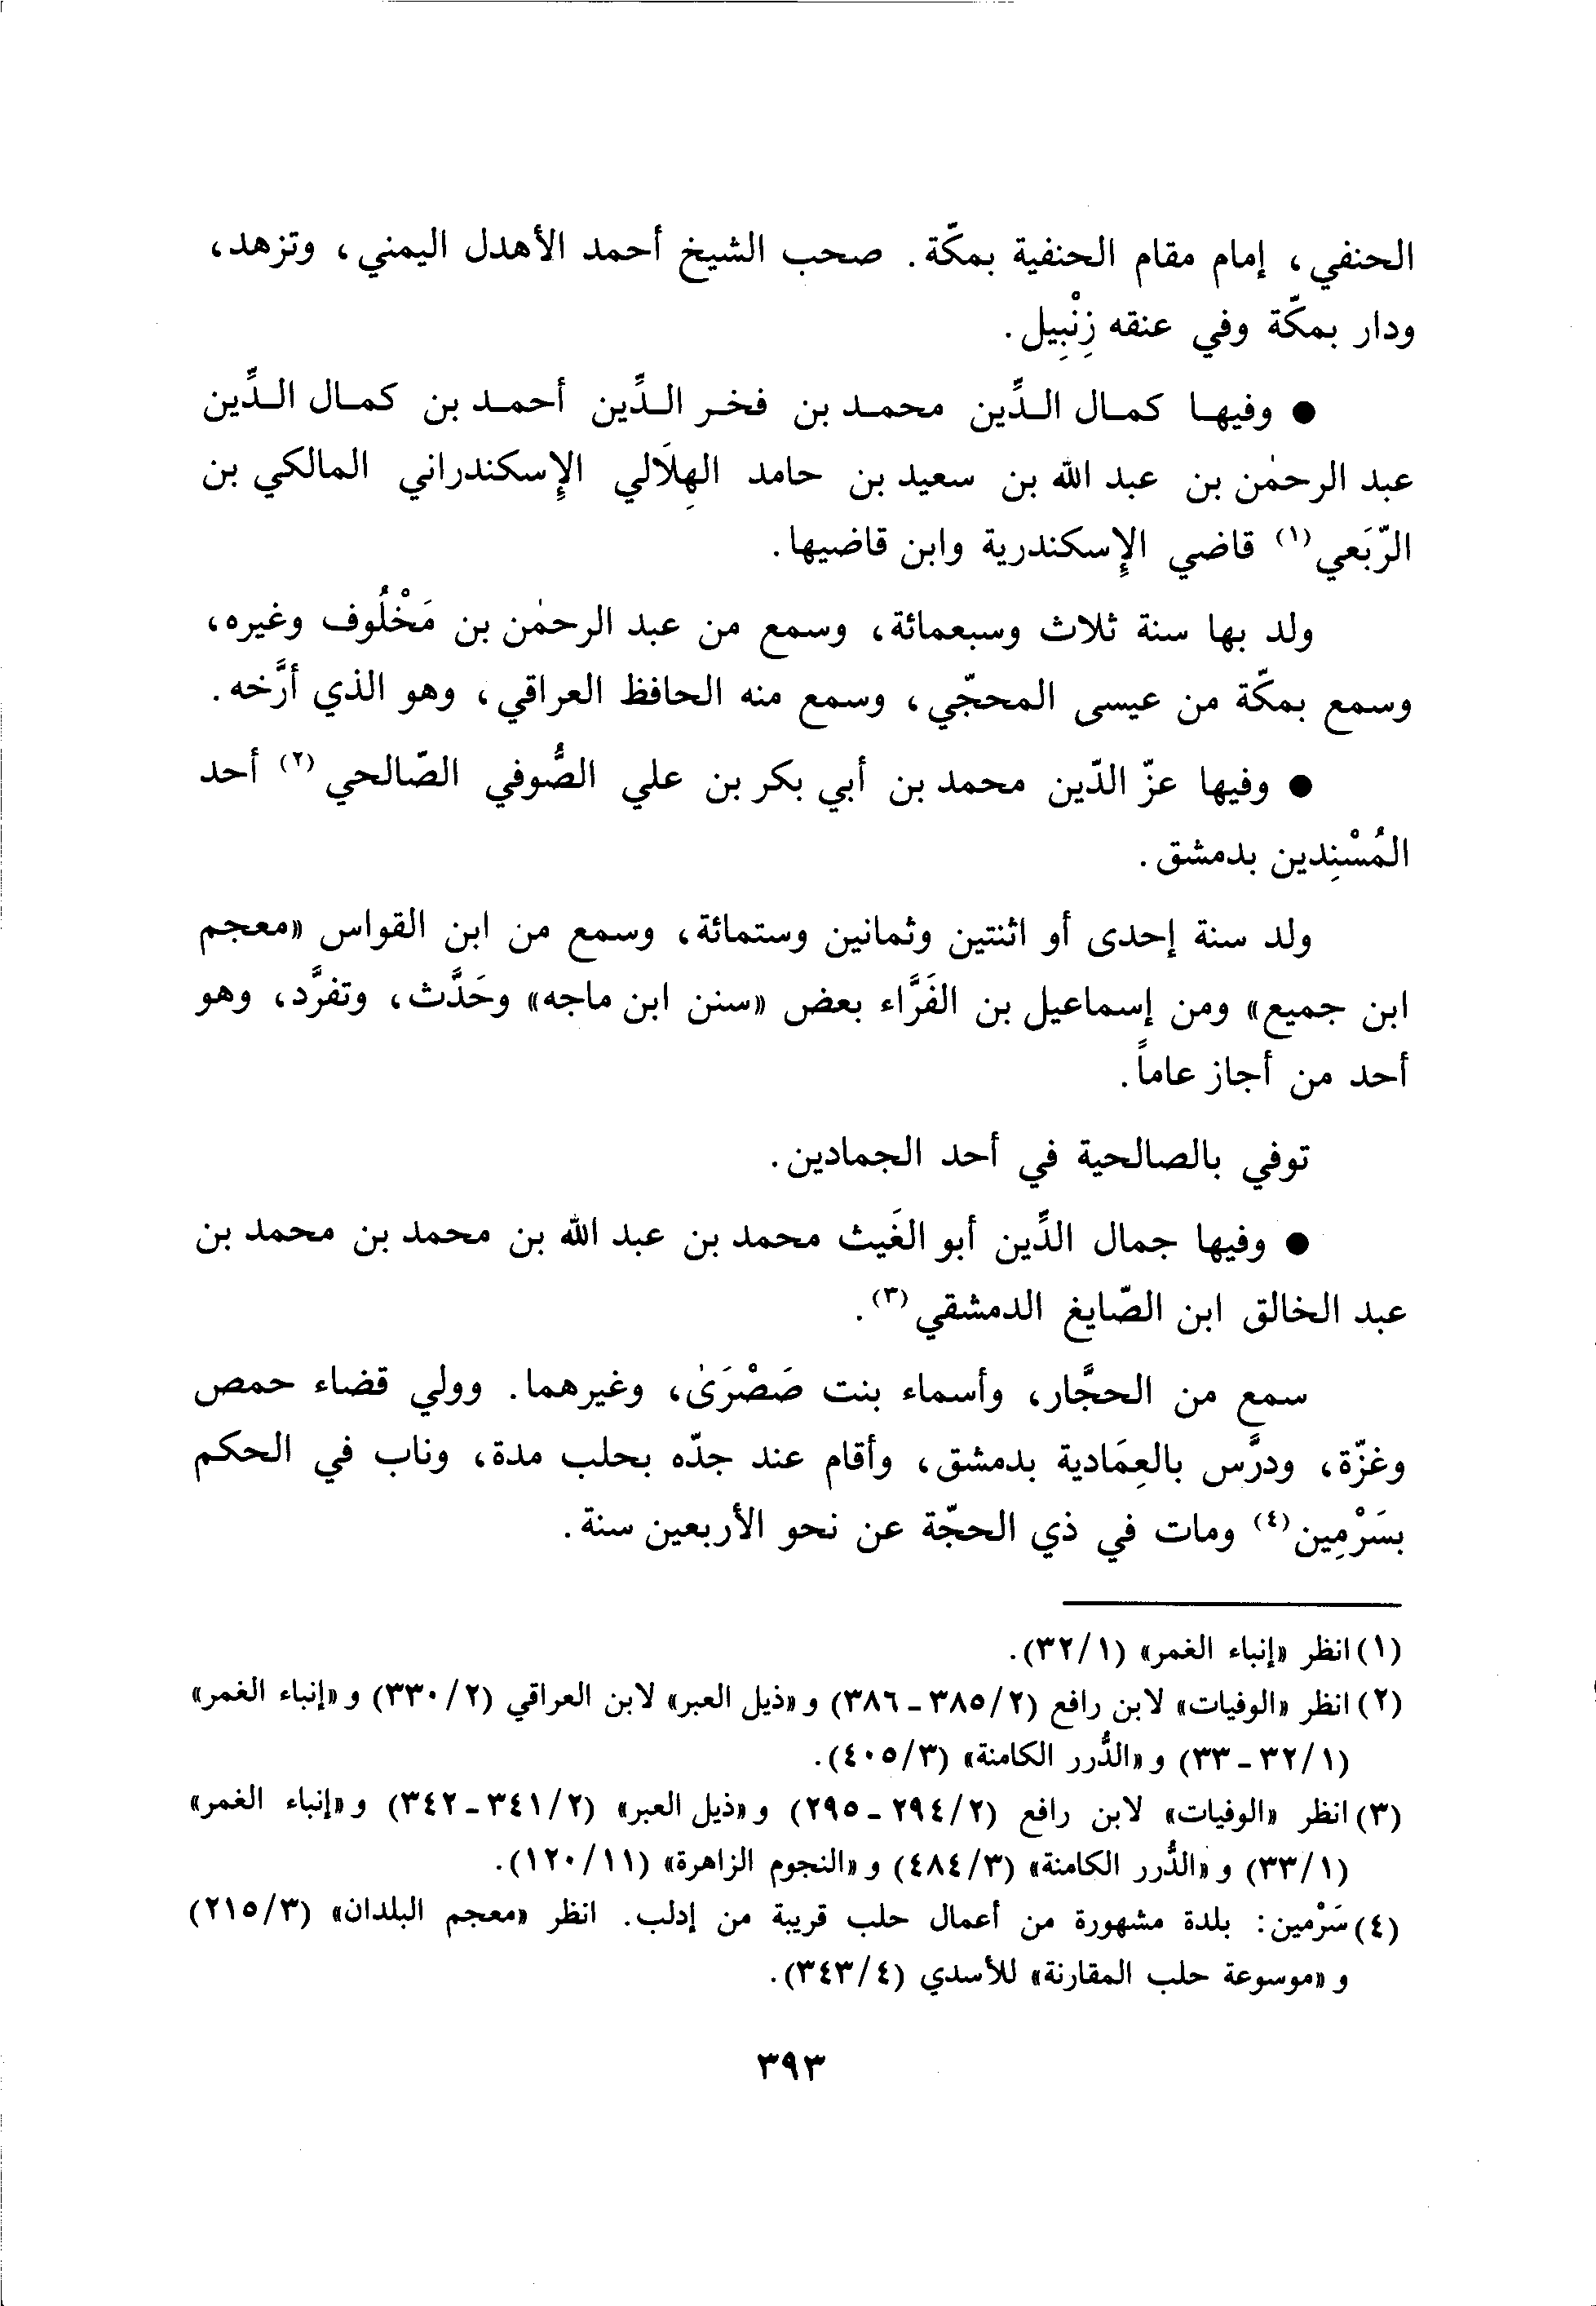 الحنفي، إمام مقام الحنفية بمكّة. صحب الشيخ أحمد الأهدل اليمني، وتزهد،
ودار بمكّة وفي عنقه زِنْبِيل.
● وفيها كمال الدِّين محمد بن فخر الدِّين أحمد بن كمال الدِّين
عبد الرحمٰن بن عبد الله بن سعيد بن حامد الهِلَالي الإِسكندراني المالكي بن
الرّبَعي (١) قاضي الإِسكندرية وابن قاضيها.
ولد بها سنة ثلاث وسبعمائة، وسمع من عبد الرحمٰن بن مَخْلُوف وغيره،
وسمع بمكّة من عيسى المحجّي، وسمع منه الحافظ العراقي، وهو الذي أرَّخه.
● وفيها عزّ الدّين محمد بن أبي بكر بن علي الصُّوفي الصّالحي (٢) أحد
المُسْنِدين بدمشق.
ولد سنة إحدى أو اثنتين وثمانين وستمائة، وسمع من ابن القواس «معجم
ابن جميع» ومن إسماعيل بن الفَرَّاء بعض «سنن ابن ماجه» وحَدَّث، وتفرَّد، وهو
أحد من أجاز عاماً.
توفي بالصالحية في أحد الجمادين.
● وفيها جمال الدِّين أبو الغَيث محمد بن عبد الله بن محمد بن محمد بن
عبد الخالق ابن الصّايغ الدمشقي (٣).
سمع من الحجَّار، وأسماء بنت صَصْرَىٰ، وغيرهما. وولي قضاء حمص
وغزّة، ودرَّس بالعِمَادية بدمشق، وأقام عند جدّه بحلب مدة، وناب في الحكم
بسَرْمِين (٤) ومات في ذي الحجّة عن نحو الأربعين سنة.
(١) انظر «إنباء الغمر» (٣٢/١).
(٢) انظر «الوفيات» لابن رافع (٣٨٥/٢ - ٣٨٦) و «ذيل العبر» لابن العراقي (٣٣٠/٢) و «إنباء الغمر»
(٣٢/١ - ٣٣) و «الدُّرر الكامنة» (٤٠٥/٣).
(٣) انظر «الوفيات» لابن رافع (٢٩٤/٢ - ٢٩٥) و «ذيل العبر» (٣٤١/٢ - ٣٤٢) و «إنباء الغمر»
(٣٣/١) و «الدُّرر الكامنة» (٤٨٤/٣) و «النجوم الزاهرة» (١٢٠/١١).
(٤) سَرْمين: بلدة مشهورة من أعمال حلب قريبة من إدلب. انظر «معجم البلدان» (٢١٥/٣)
و «موسوعة حلب المقارنة» للأسدي (٣٤٣/٤).
٣٩٣